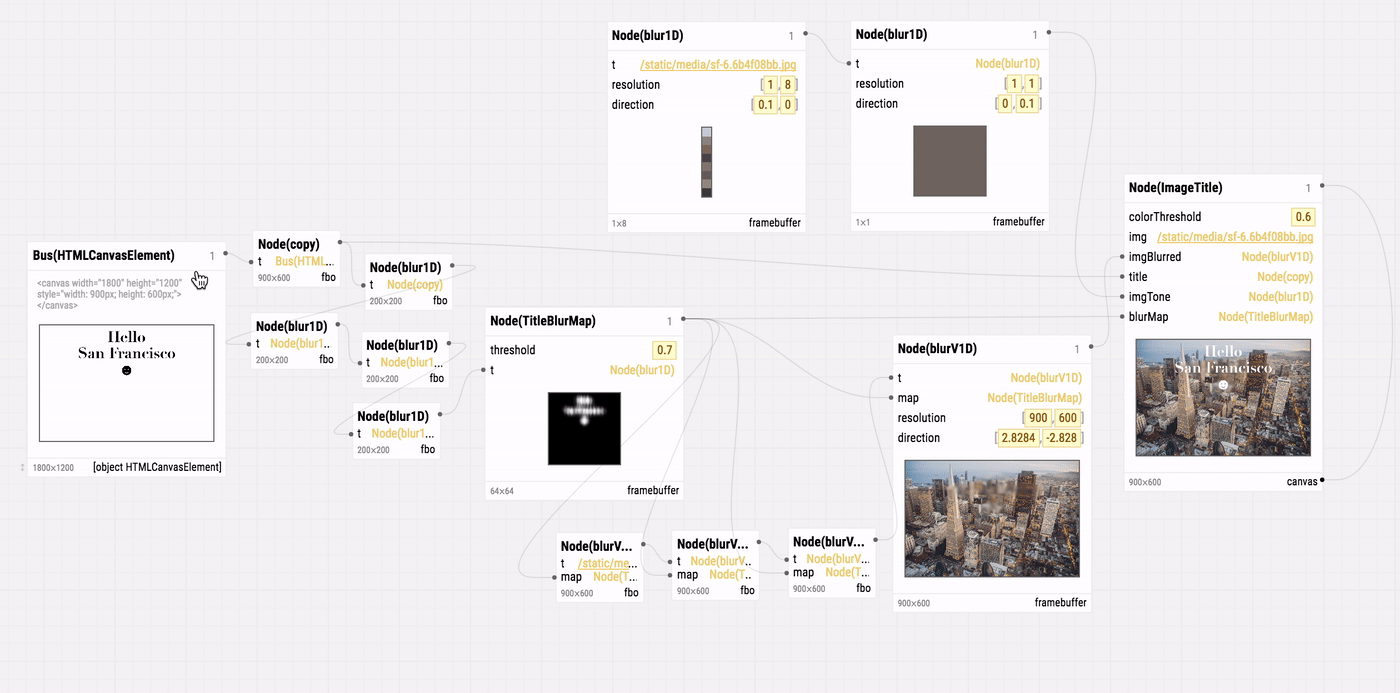 Node(blur1D) 1
t /static/media/sf-6.6b4f08bb.jpg
resolution [1, 8]
direction [0.1, 0]
1×8 framebuffer
Node(blur1D) 1
t Node(blur1D)
resolution [1, 1]
direction [0, 0.1]
1×1 framebuffer
Bus(HTMLCanvasElement) 1
<canvas width="1800" height="1200"
style="width: 900px; height: 600px;">
</canvas>
Hello
San Francisco
1800×1200 [object HTMLCanvasElement]
Node(copy)
t Bus(HTML...
900×600 fbo
Node(blur1D)
t Node(copy)
200×200 fbo
Node(blur1D)
t Node(blur1...
200×200 fbo
Node(blur1D)
t Node(blur1...
200×200 fbo
Node(blur1D)
t Node(blur1...
200×200 fbo
Node(TitleBlurMap) 1
threshold 0.7
t Node(blur1D)
64×64 framebuffer
Node(blurV...
t /static/me...
map Node(T...
900×600 fbo
Node(blurV...
t Node(blurV...
map Node(T...
900×600 fbo
Node(blurV...
t Node(blurV...
map Node(T...
900×600 fbo
Node(blurV1D) 1
t Node(blurV1D)
map Node(TitleBlurMap)
resolution [900, 600]
direction [2.8284, -2.828]
900×600 framebuffer
Node(ImageTitle) 1
colorThreshold 0.6
img /static/media/sf-6.6b4f08bb.jpg
imgBlurred Node(blurV1D)
title Node(copy)
imgTone Node(blur1D)
blurMap Node(TitleBlurMap)
Hello
San Francisco
900×600 canvas